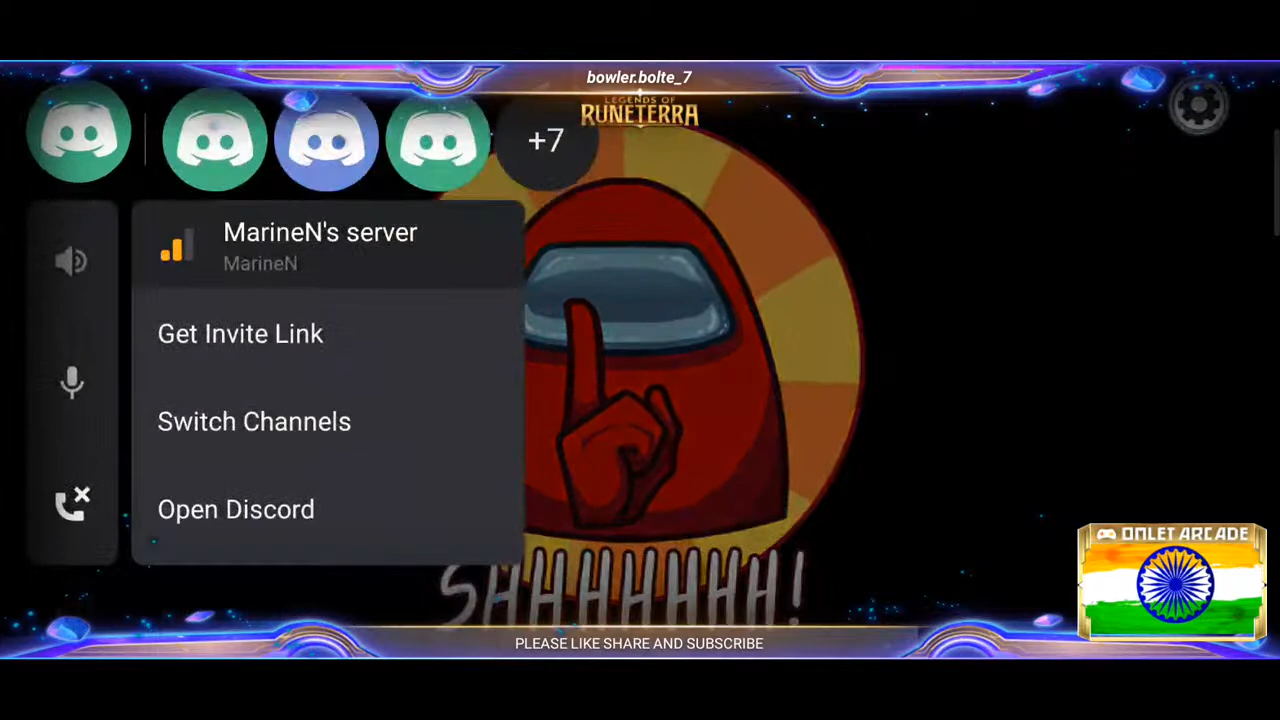 bowler.bolte_7
LEGENDS OF
RUNETERRA
+7
MarineN's server
MarineN
Get Invite Link
Switch Channels
Open Discord
SHHHHHHH!
OMLET ARCADE
PLEASE LIKE SHARE AND SUBSCRIBE